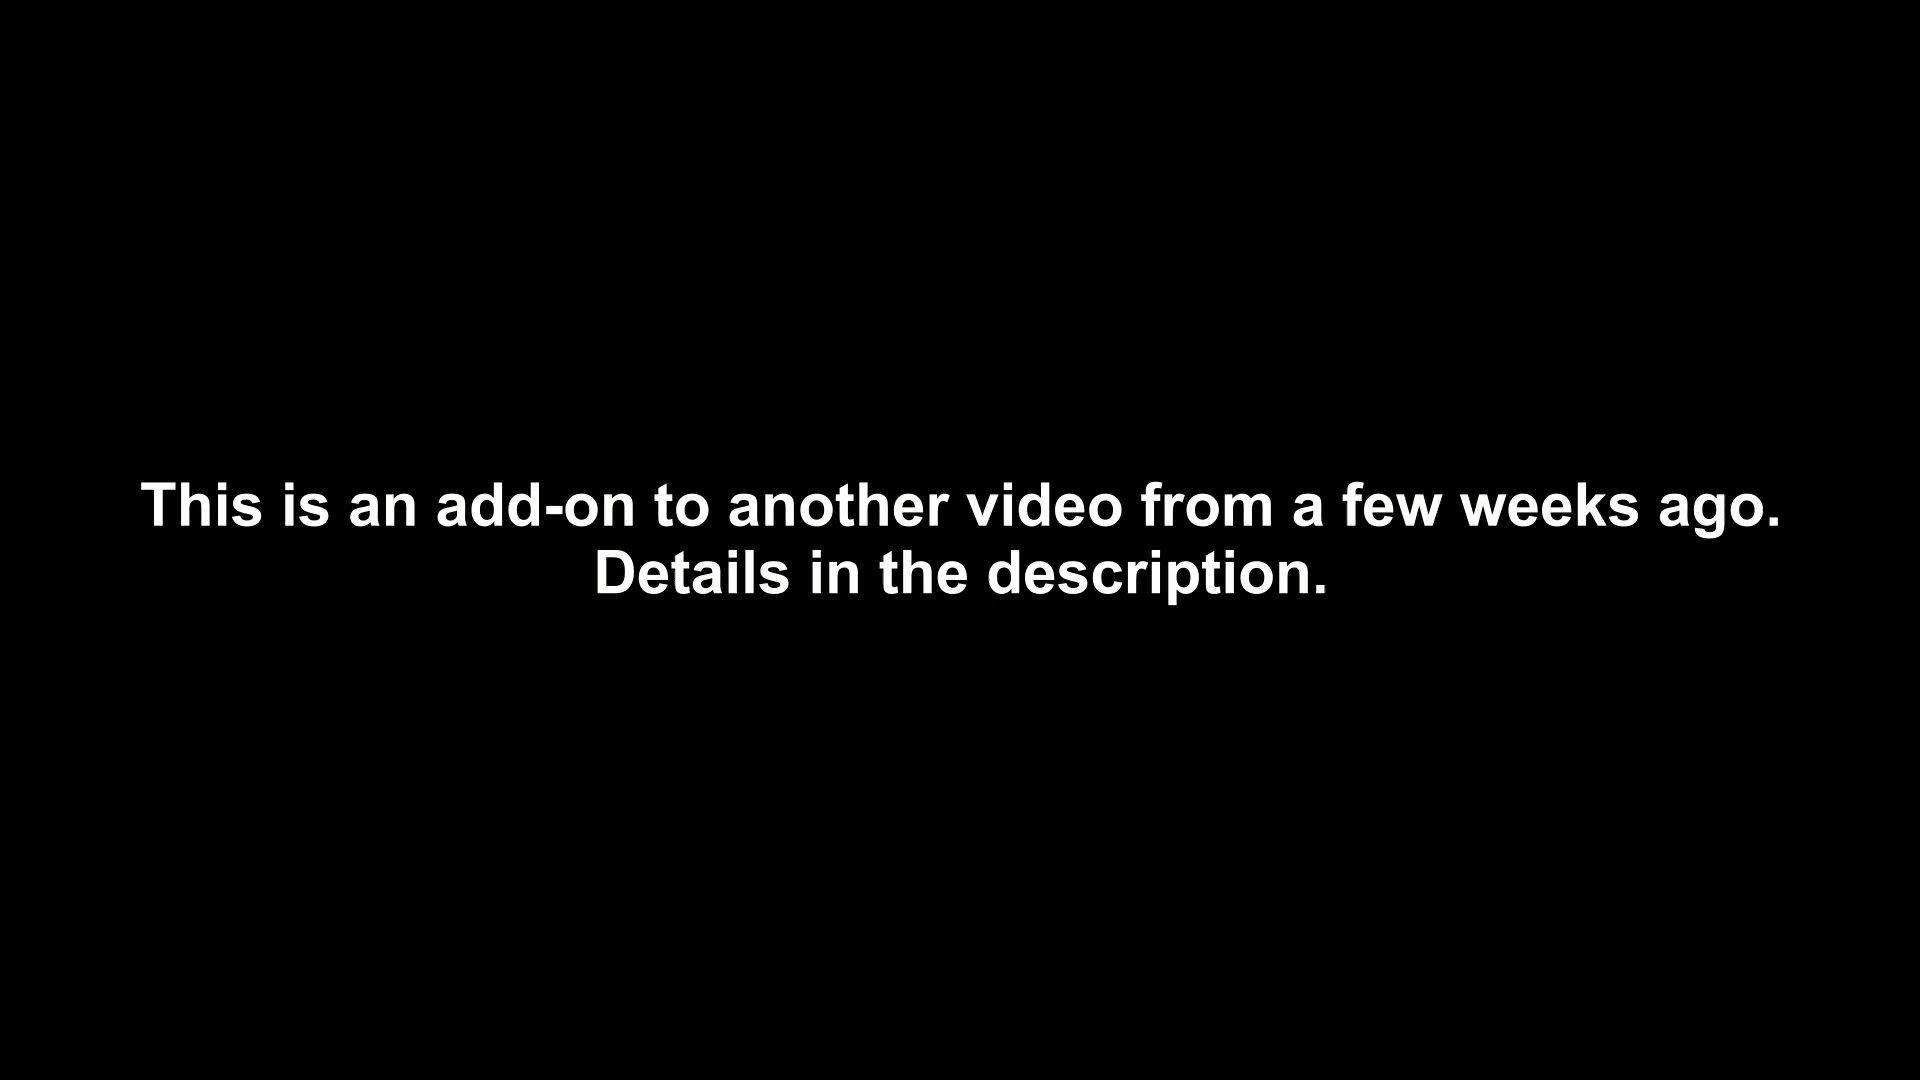 This is an add-on to another video from a few weeks ago.
Details in the description.